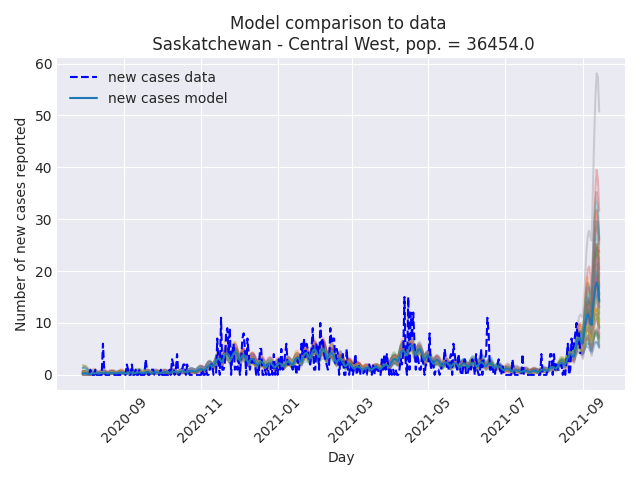 Model comparison to data
Saskatchewan - Central West, pop. = 36454.0
new cases data
new cases model
Number of new cases reported
60
50
40
30
20
10
0
2020-09
2020-11
2021-01
2021-03
2021-05
2021-07
2021-09
Day